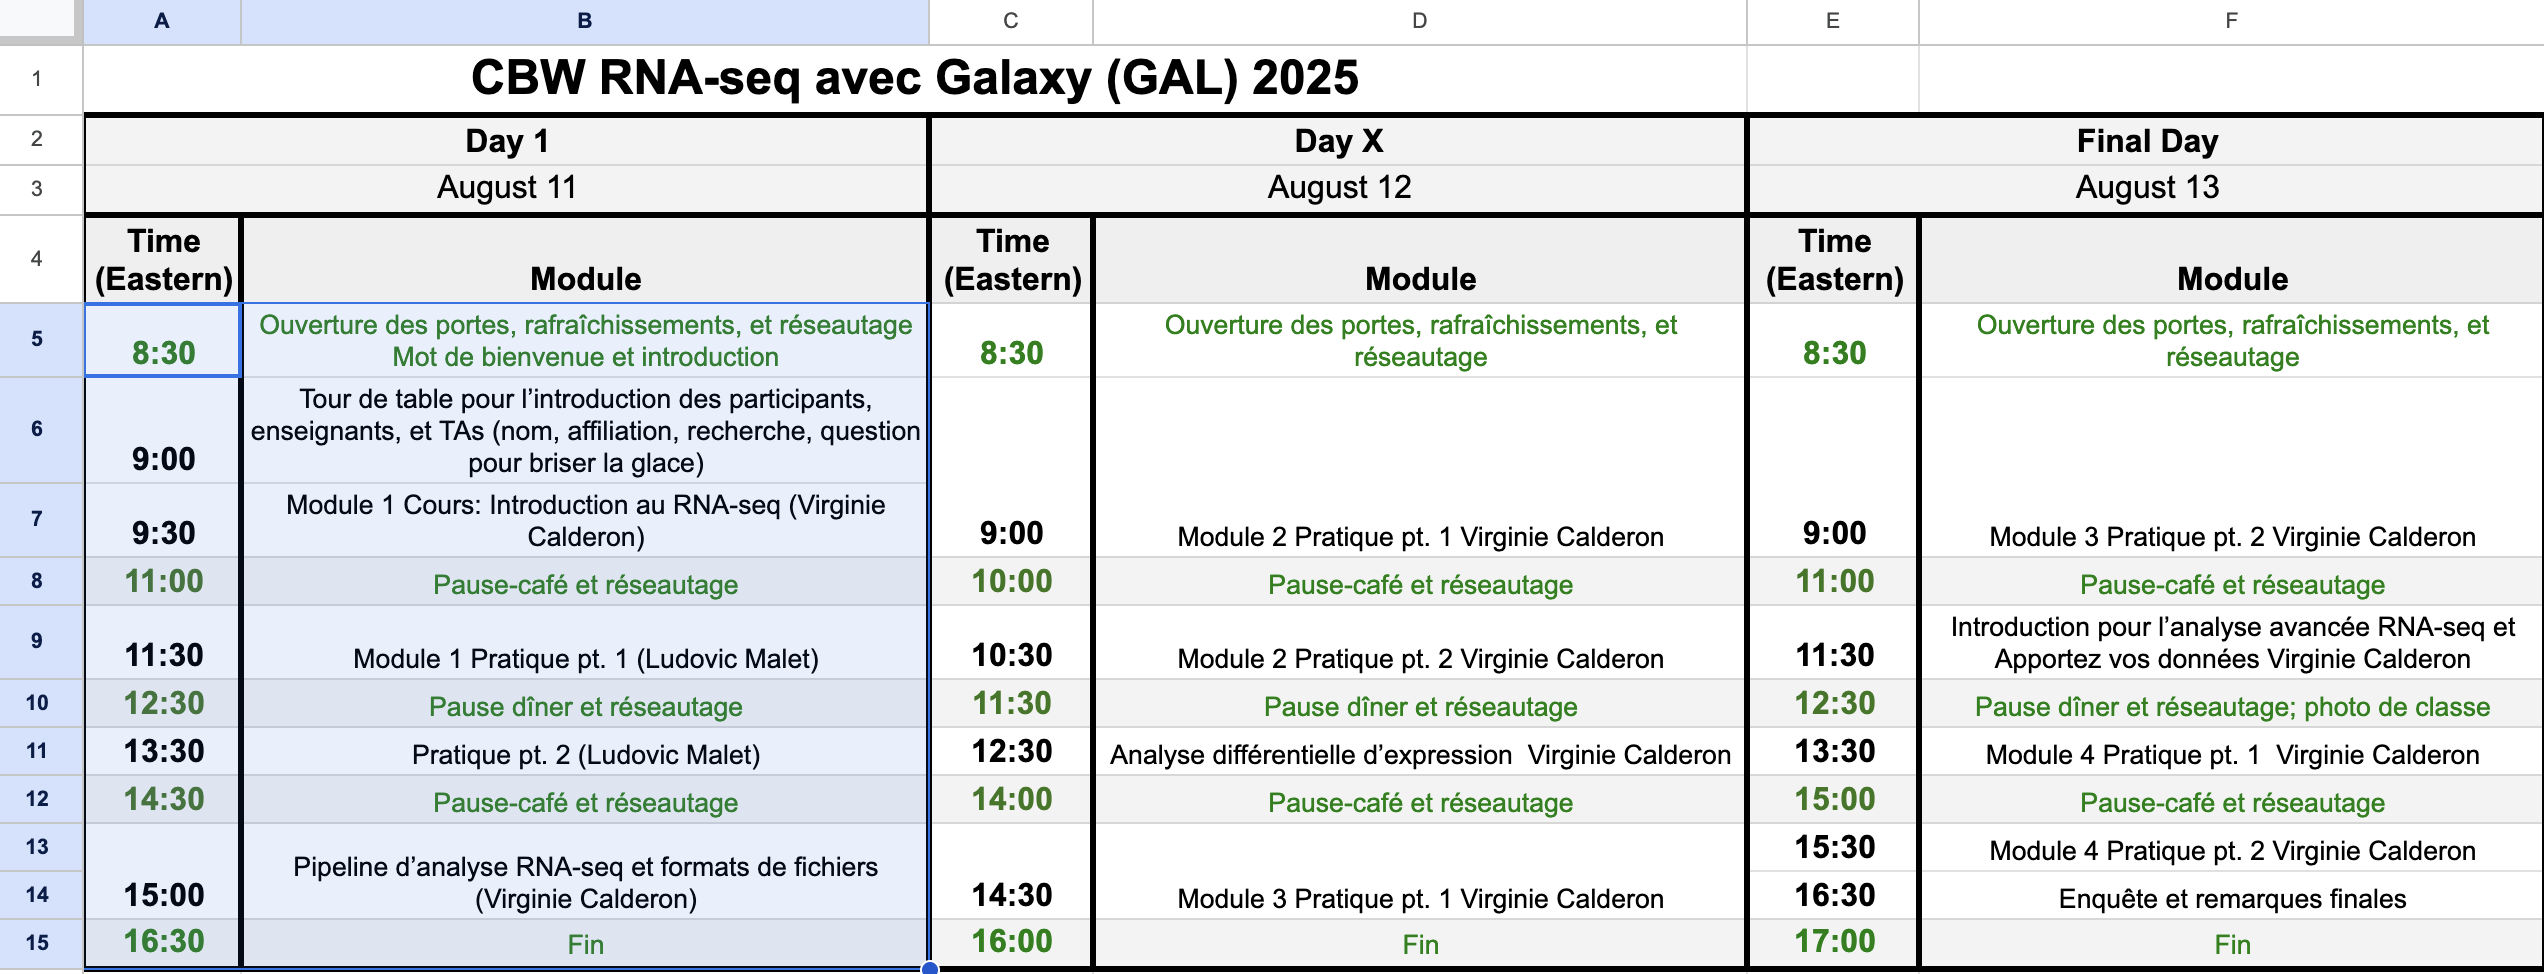 A B C D E F
1 CBW RNA-seq avec Galaxy (GAL) 2025
2 Day 1 Day X Final Day
3 August 11 August 12 August 13
4 Time (Eastern) Module Time (Eastern) Module Time (Eastern) Module
5 8:30 Ouverture des portes, rafraîchissements, et réseautage Mot de bienvenue et introduction 8:30 Ouverture des portes, rafraîchissements, et réseautage 8:30 Ouverture des portes, rafraîchissements, et réseautage
6 9:00 Tour de table pour l’introduction des participants, enseignants, et TAs (nom, affiliation, recherche, question pour briser la glace)
7 9:30 Module 1 Cours: Introduction au RNA-seq (Virginie Calderon) 9:00 Module 2 Pratique pt. 1 Virginie Calderon 9:00 Module 3 Pratique pt. 2 Virginie Calderon
8 11:00 Pause-café et réseautage 10:00 Pause-café et réseautage 11:00 Pause-café et réseautage
9 11:30 Module 1 Pratique pt. 1 (Ludovic Malet) 10:30 Module 2 Pratique pt. 2 Virginie Calderon 11:30 Introduction pour l’analyse avancée RNA-seq et Apportez vos données Virginie Calderon
10 12:30 Pause dîner et réseautage 11:30 Pause dîner et réseautage 12:30 Pause dîner et réseautage; photo de classe
11 13:30 Pratique pt. 2 (Ludovic Malet) 12:30 Analyse différentielle d’expression  Virginie Calderon 13:30 Module 4 Pratique pt. 1  Virginie Calderon
12 14:30 Pause-café et réseautage 14:00 Pause-café et réseautage 15:00 Pause-café et réseautage
13 15:30 Module 4 Pratique pt. 2 Virginie Calderon
14 15:00 Pipeline d’analyse RNA-seq et formats de fichiers (Virginie Calderon) 14:30 Module 3 Pratique pt. 1 Virginie Calderon 16:30 Enquête et remarques finales
15 16:30 Fin 16:00 Fin 17:00 Fin